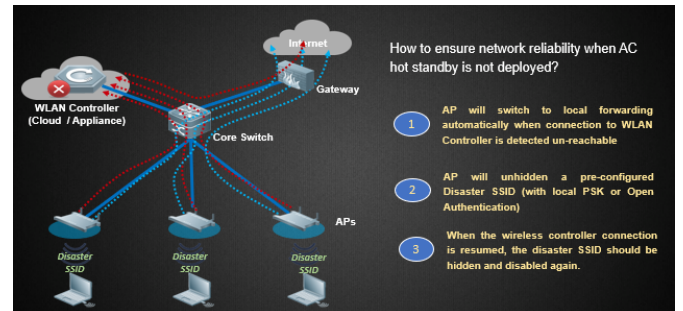 Internet
How to ensure network reliability when AC
hot standby is not deployed?
WLAN Controller
(Cloud / Appliance)
Gateway
Core Switch
1
AP will switch to local forwarding
automatically when connection to WLAN
Controller is detected un-reachable
2
AP will unhidden a pre-configured
Disaster SSID (with local PSK or Open
Authentication)
APs
3
When the wireless controller connection
is resumed, the disaster SSID should be
hidden and disabled again.
Disaster
SSID
Disaster
SSID
Disaster
SSID